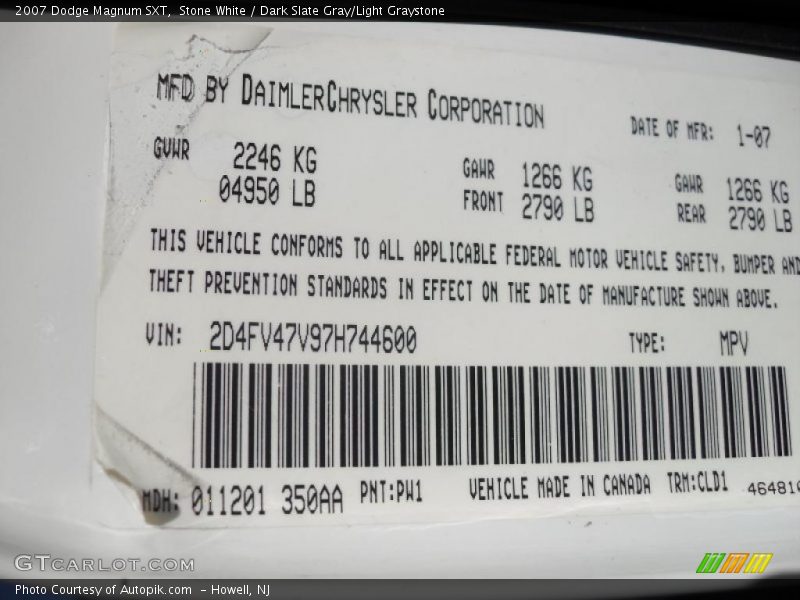 2007 Dodge Magnum SXT,  Stone White / Dark Slate Gray/Light Graystone
MFD BY DAIMLERCHRYSLER CORPORATION
DATE OF MFR: 1-07
GVWR 2246 KG
04950 LB
GAWR FRONT 1266 KG
2790 LB
GAWR REAR 1266 KG
2790 LB
THIS VEHICLE CONFORMS TO ALL APPLICABLE FEDERAL MOTOR VEHICLE SAFETY, BUMPER AND
THEFT PREVENTION STANDARDS IN EFFECT ON THE DATE OF MANUFACTURE SHOWN ABOVE.
VIN: 2D4FV47V97H744600 TYPE: MPV
MDH: 011201 350AA PNT:PW1 VEHICLE MADE IN CANADA TRM:CLD1 464810
GTCARLOT.COM
Photo Courtesy of Autopik.com  - Howell, NJ